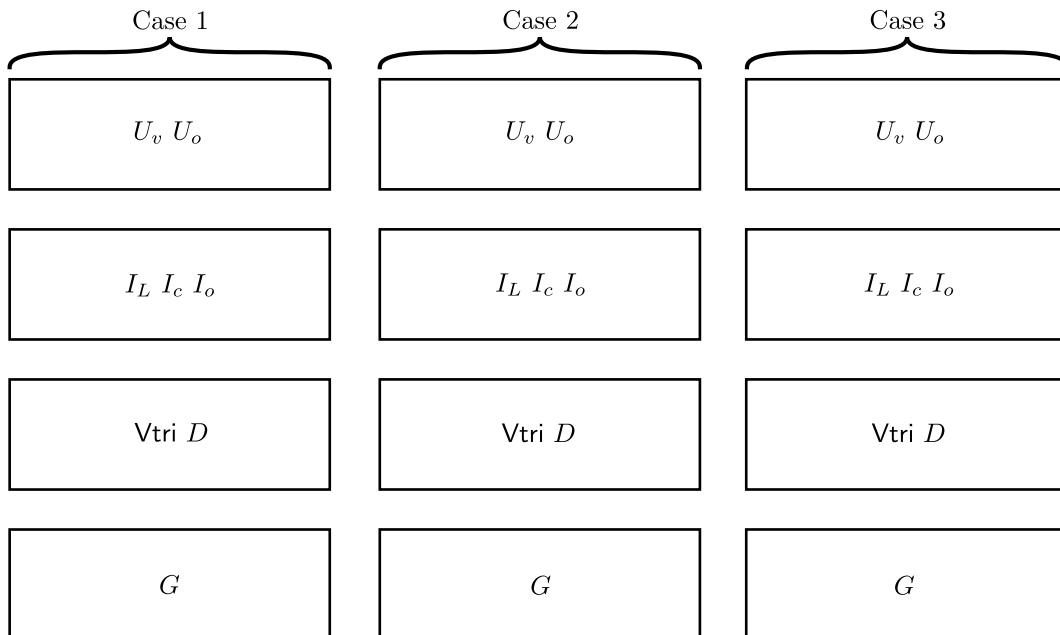 Case 1 Case 2 Case 3
U_v U_o U_v U_o U_v U_o
I_L I_c I_o I_L I_c I_o I_L I_c I_o
Vtri D Vtri D Vtri D
G G G